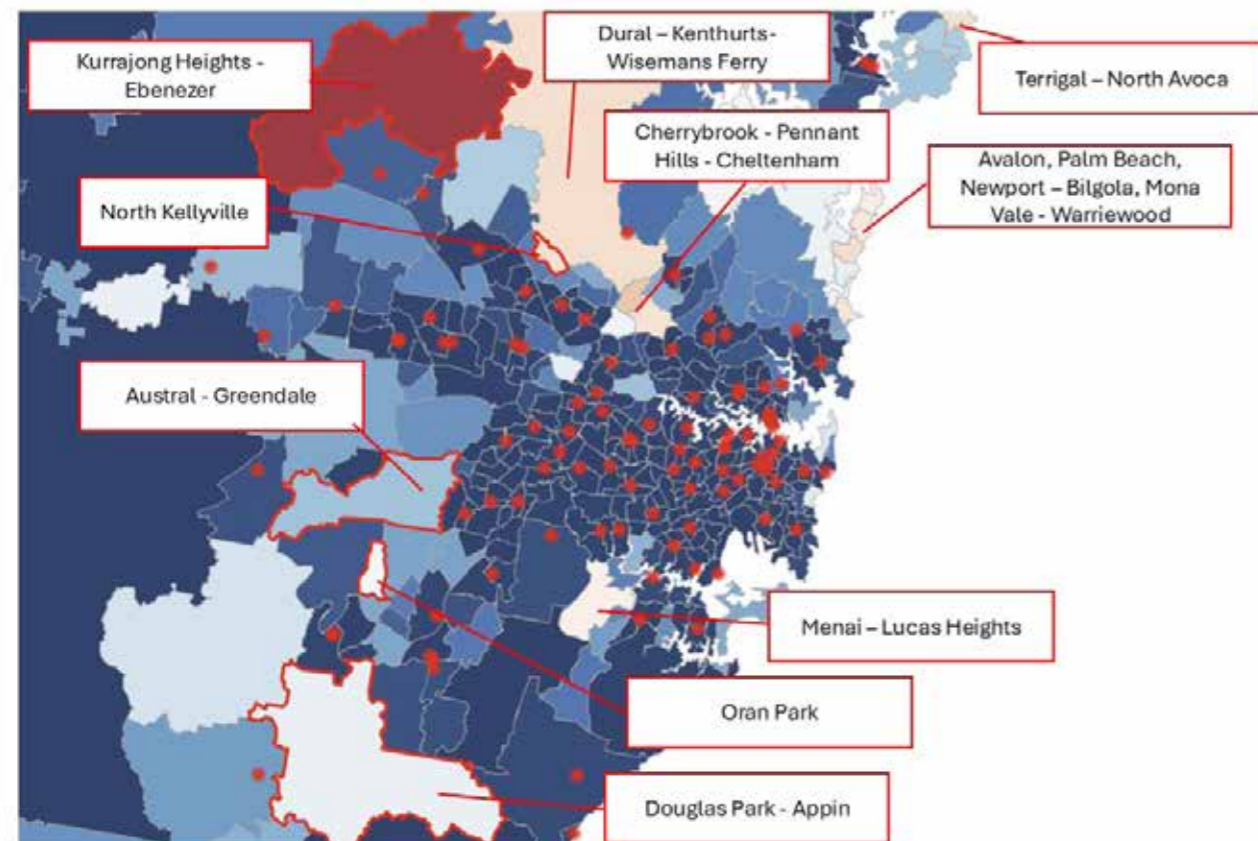 Kurrajong Heights -
Ebenezer
Dural – Kenthurts-
Wisemans Ferry
Terrigal – North Avoca
Cherrybrook - Pennant
Hills - Cheltenham
Avalon, Palm Beach,
Newport – Bilgola, Mona
Vale - Warriewood
North Kellyville
Austral - Greendale
Menai – Lucas Heights
Oran Park
Douglas Park - Appin